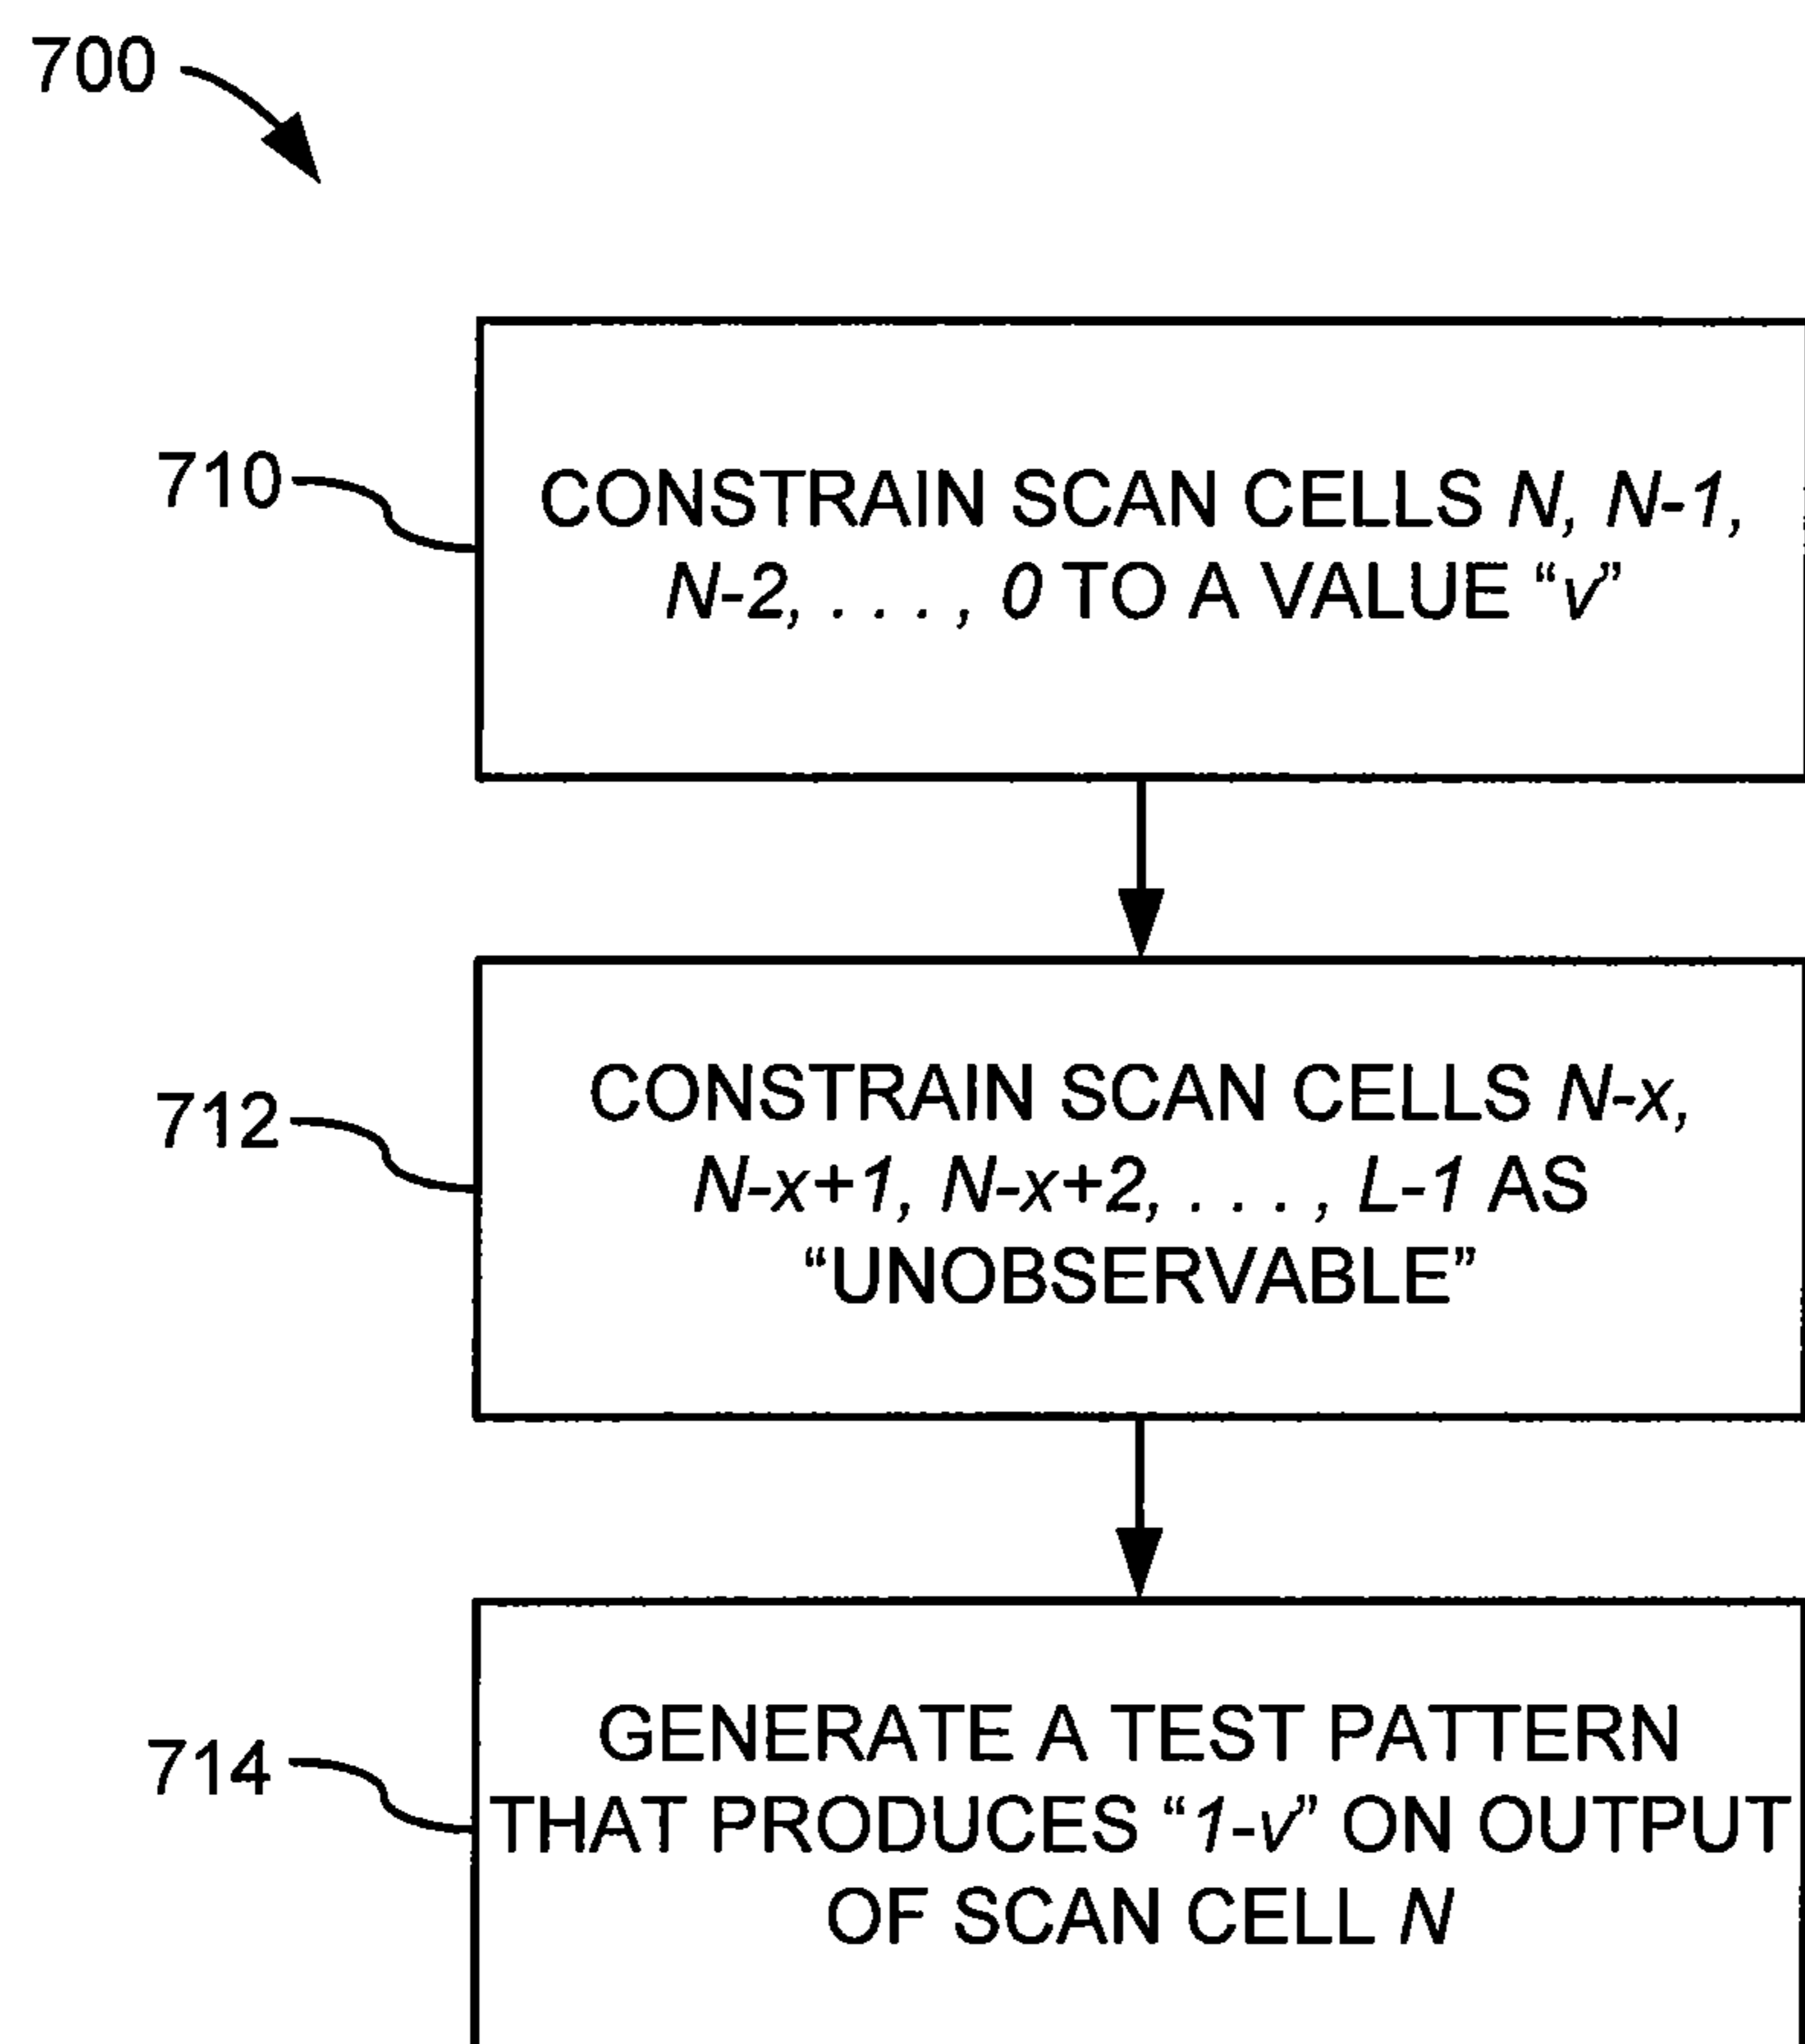 700
710
CONSTRAIN SCAN CELLS N, N-1,
N-2, . . . , 0 TO A VALUE “v”
712
CONSTRAIN SCAN CELLS N-x,
N-x+1, N-x+2, . . . , L-1 AS
“UNOBSERVABLE”
714
GENERATE A TEST PATTERN
THAT PRODUCES “1-v” ON OUTPUT
OF SCAN CELL N